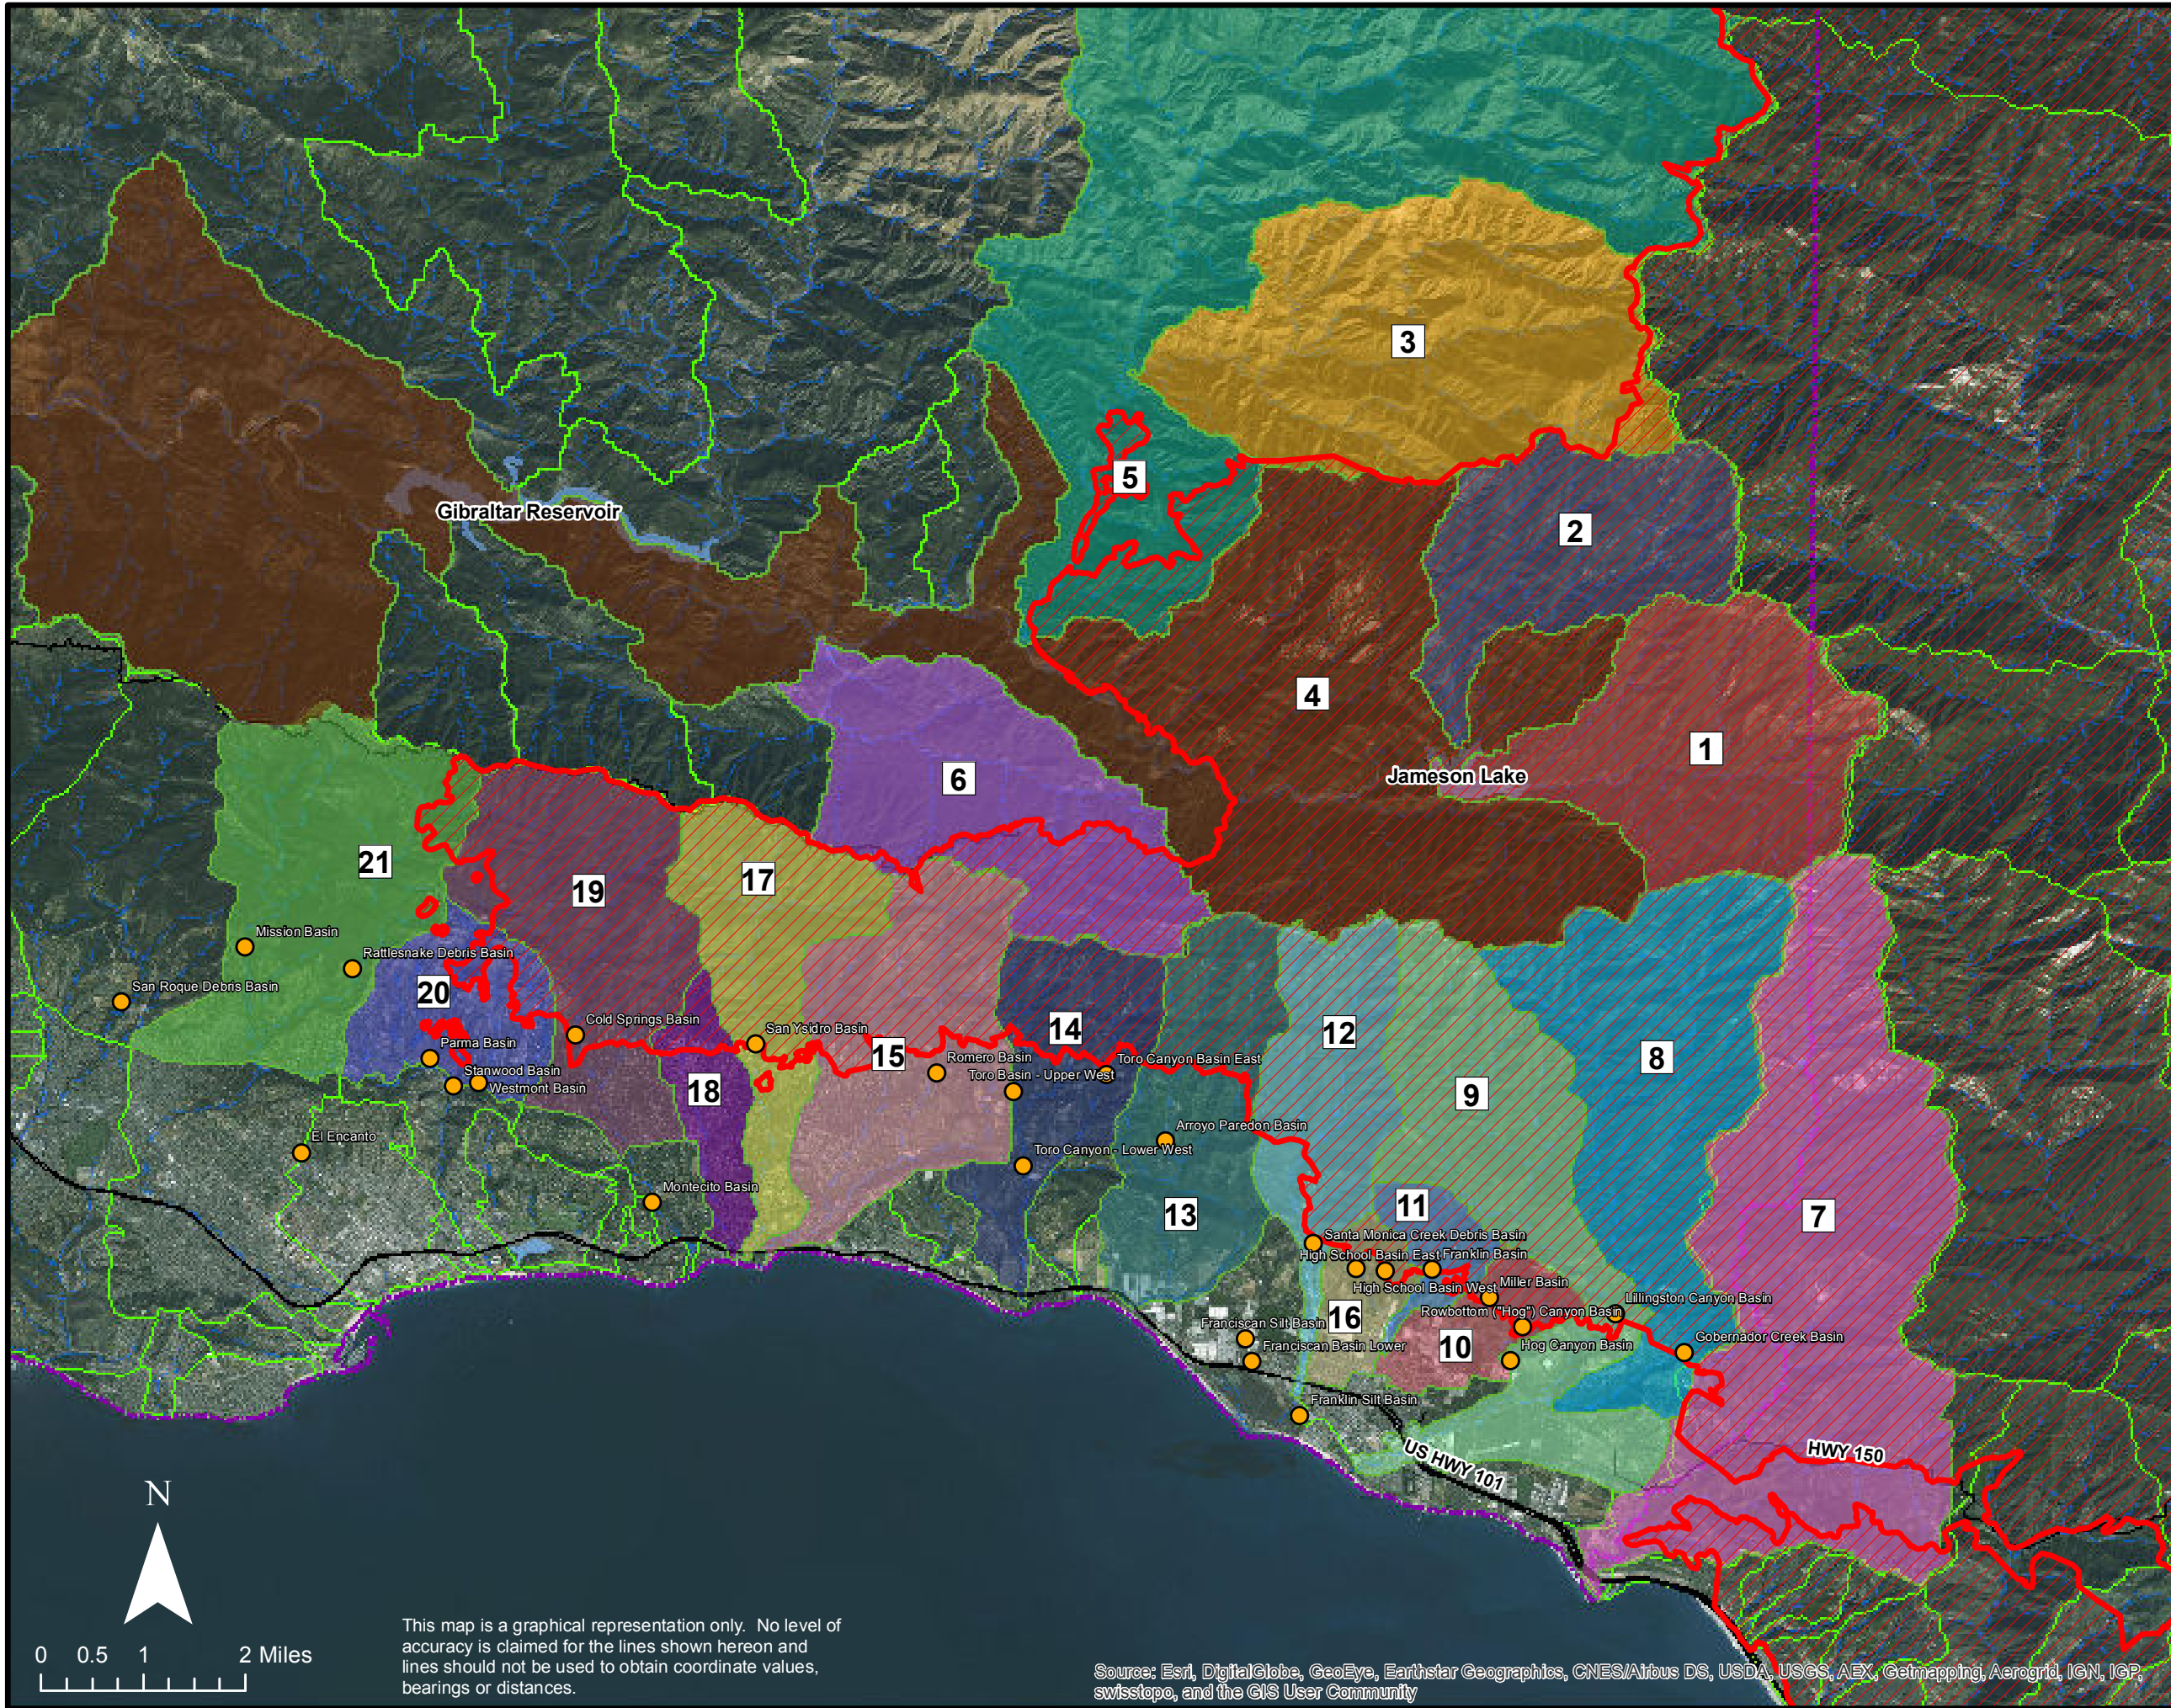 3
5
2
Gibraltar Reservoir
4
1
Jameson Lake
6
21
17
19
Mission Basin
Rattlesnake Debris Basin
San Roque Debris Basin
20
Cold Springs Basin
San Ysidro Basin
14
12
Parma Basin
15
Romero Basin
Toro Canyon Basin East
8
Stanwood Basin
Toro Basin - Upper West
Westmont Basin
18
9
El Encanto
Arroyo Paredon Basin
Toro Canyon - Lower West
Montecito Basin
11
13
7
Santa Monica Creek Debris Basin
High School Basin East
Franklin Basin
High School Basin West
Miller Basin
Lillingston Canyon Basin
Rowbottom ("Hog") Canyon Basin
16
Franciscan Silt Basin
Gobernador Creek Basin
Franciscan Basin Lower
10
Hog Canyon Basin
Franklin Silt Basin
US HWY 101
HWY 150
N
0 0.5 1 2 Miles
This map is a graphical representation only. No level of
accuracy is claimed for the lines shown hereon and
lines should not be used to obtain coordinate values,
bearings or distances.
Source: Esri, DigitalGlobe, GeoEye, Earthstar Geographics, CNES/Airbus DS, USDA, USGS, AEX, Getmapping, Aerogrid, IGN, IGP,
swisstopo, and the GIS User Community